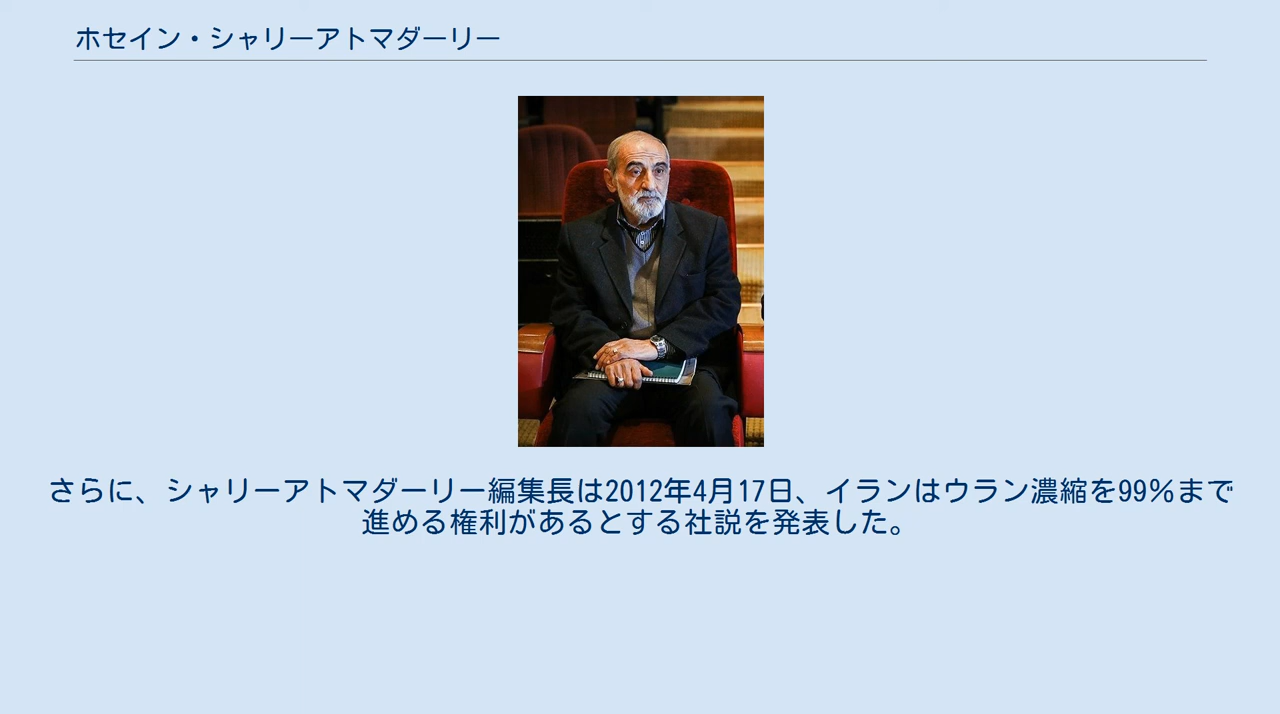 ホセイン・シャリーアトマダーリー
さらに、シャリーアトマダーリー編集長は2012年4月17日、イランはウラン濃縮を99％まで
進める権利があるとする社説を発表した。